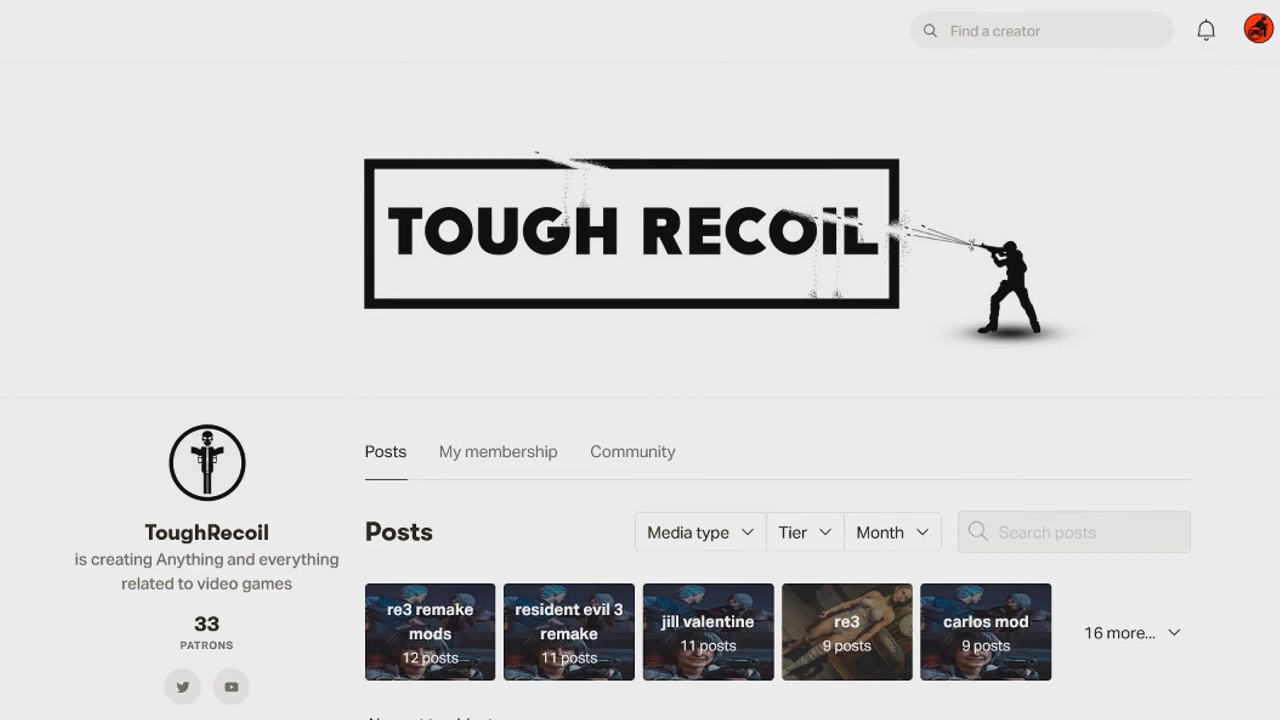 Find a creator
TOUGH RECOIL
ToughRecoil
is creating Anything and everything
related to video games
33
PATRONS
Posts
My membership
Community
Posts
Media type
Tier
Month
Search posts
re3 remake
mods
12 posts
resident evil 3
remake
11 posts
jill valentine
11 posts
re3
9 posts
carlos mod
9 posts
16 more...